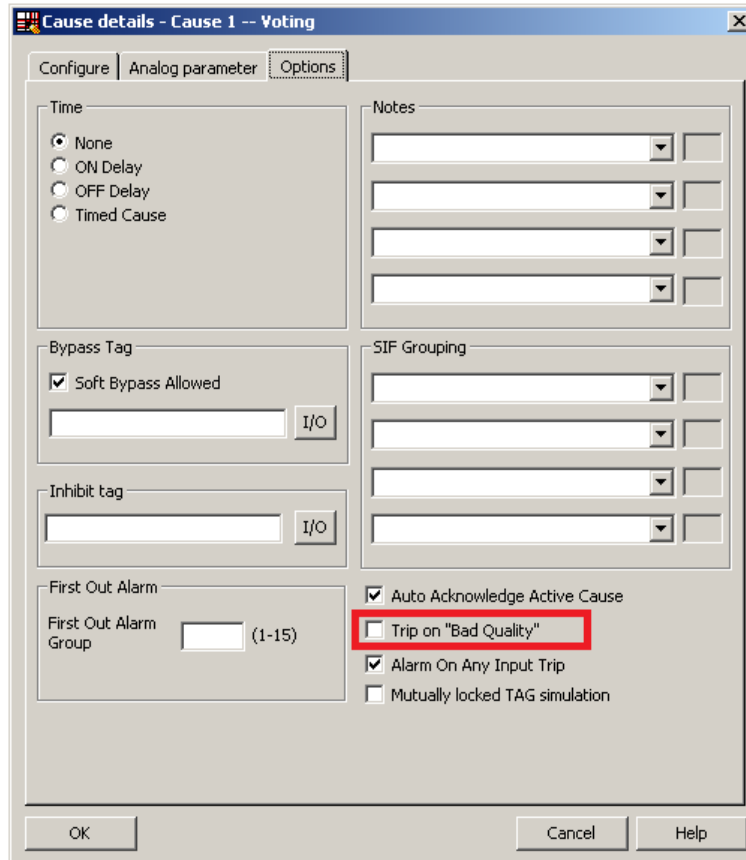 Cause details - Cause 1 -- Voting
Configure
Analog parameter
Options
Time
None
ON Delay
OFF Delay
Timed Cause
Notes
Bypass Tag
Soft Bypass Allowed
I/O
SIF Grouping
Inhibit tag
I/O
First Out Alarm
First Out Alarm
Group
(1-15)
Auto Acknowledge Active Cause
Trip on "Bad Quality"
Alarm On Any Input Trip
Mutually locked TAG simulation
OK
Cancel
Help